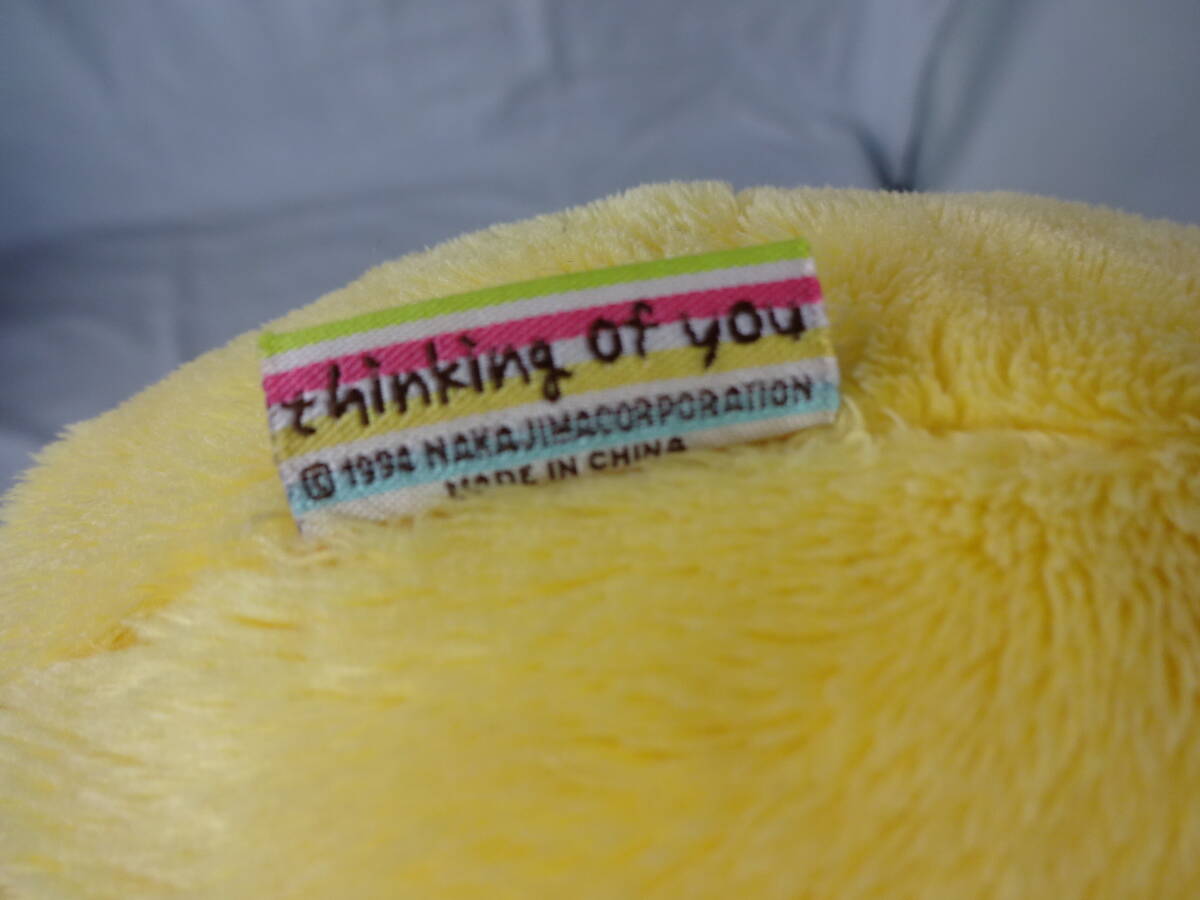 thinking of you
© 1994 NAKAJIMACORPORATION
MADE IN CHINA